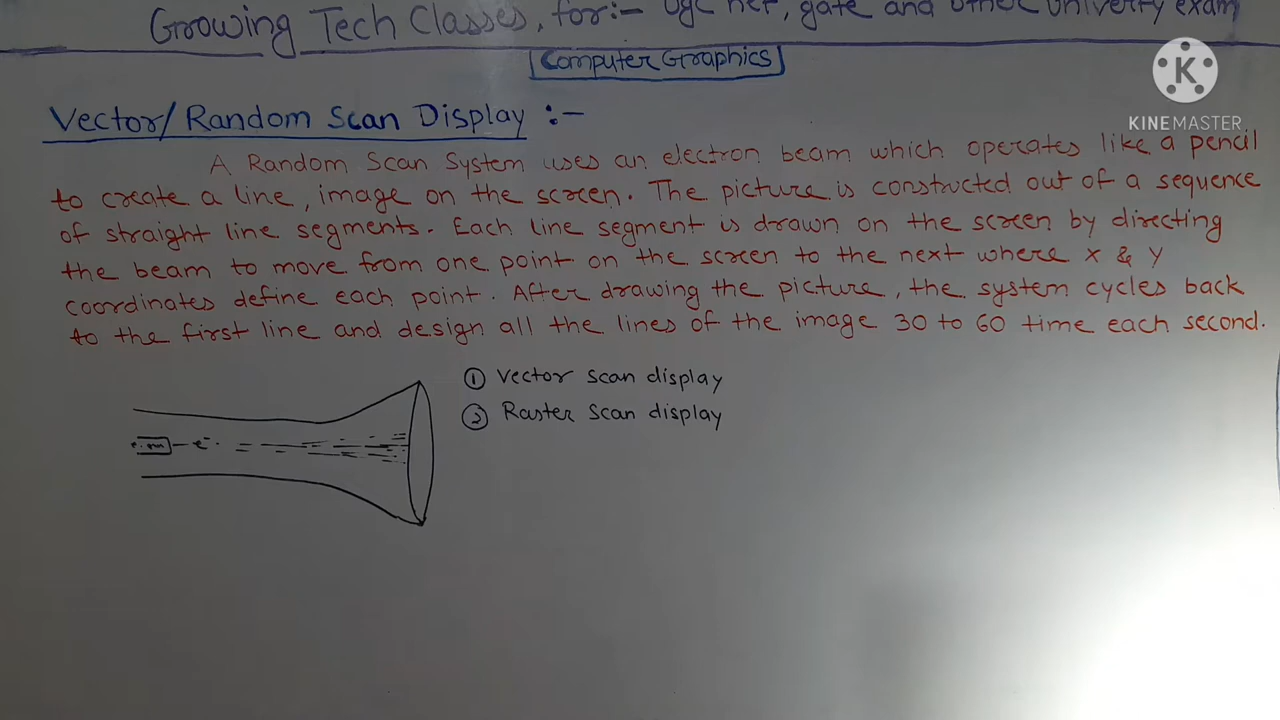 Growing Tech Classes, for:- Ugc net, gate and other Univerity exam
Computer Graphics
KINEMASTER
Vector/Random Scan Display :-
A Random Scan System uses an electron beam which operates like a pencil
to create a line, image on the screen. The picture is constructed out of a sequence
of straight line segments. Each line segment is drawn on the screen by directing
the beam to move from one point on the screen to the next where x & y
coordinates define each point. After drawing the picture, the system cycles back
to the first line and design all the lines of the image 30 to 60 time each second.
① Vector scan display
② Raster scan display
e-